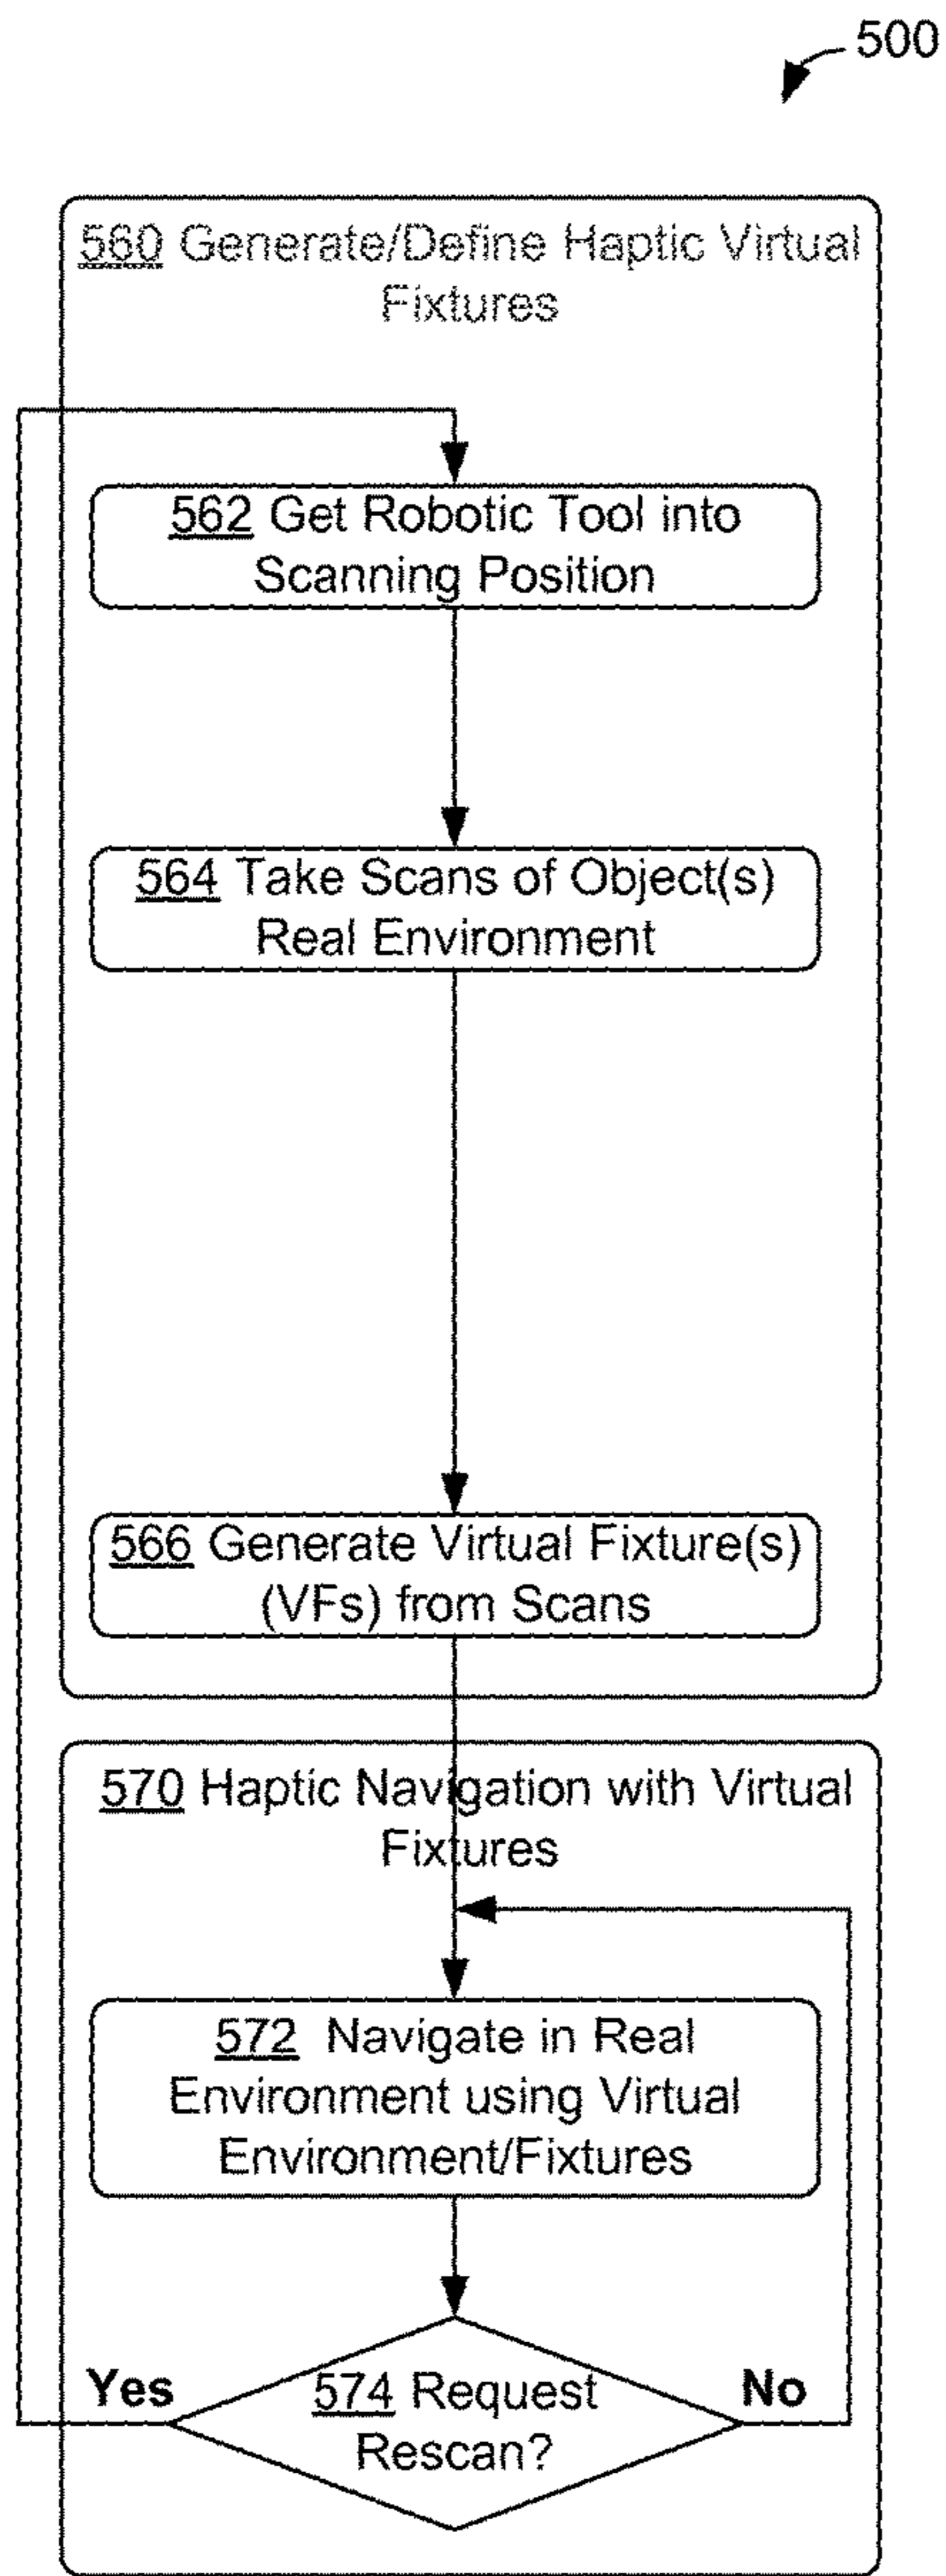 500
560 Generate/Define Haptic Virtual
Fixtures
562 Get Robotic Tool into
Scanning Position
564 Take Scans of Object(s)
Real Environment
566 Generate Virtual Fixture(s)
(VFs) from Scans
570 Haptic Navigation with Virtual
Fixtures
572 Navigate in Real
Environment using Virtual
Environment/Fixtures
Yes
574 Request
No
Rescan?